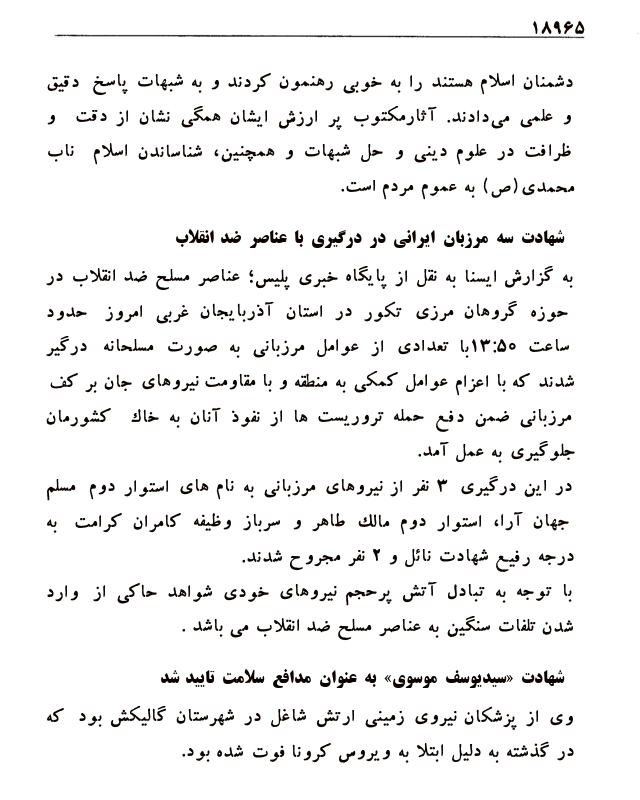 ۱۸۹۶۵
دشمنان اسلام هستند را به خوبی رهنمون کردند و به شبهات پاسخ دقیق
و علمی می‌دادند. آثارمکتوب پر ارزش ایشان همگی نشان از دقت و
ظرافت در علوم دینی و حل شبهات و همچنین، شناساندن اسلام ناب
محمدی(ص) به عموم مردم است.
شهادت سه مرزبان ایرانی در درگیری با عناصر ضد انقلاب
به گزارش ایسنا به نقل از پایگاه خبری پلیس؛ عناصر مسلح ضد انقلاب در
حوزه گروهان مرزی تکور در استان آذربایجان غربی امروز حدود
ساعت ۱۳:۵۰با تعدادی از عوامل مرزبانی به صورت مسلحانه درگیر
شدند که با اعزام عوامل کمکی به منطقه و با مقاومت نیروهای جان بر کف
مرزبانی ضمن دفع حمله تروریست ها از نفوذ آنان به خاک کشورمان
جلوگیری به عمل آمد.
در این درگیری ۳ نفر از نیروهای مرزبانی به نام های استوار دوم مسلم
جهان آرا، استوار دوم مالک طاهر و سرباز وظیفه کامران کرامت به
درجه رفیع شهادت نائل و ۲ نفر مجروح شدند.
با توجه به تبادل آتش پرحجم نیروهای خودی شواهد حاکی از وارد
شدن تلفات سنگین به عناصر مسلح ضد انقلاب می باشد .
شهادت «سیدیوسف موسوی» به عنوان مدافع سلامت تایید شد
وی از پزشکان نیروی زمینی ارتش شاغل در شهرستان گالیکش بود که
در گذشته به دلیل ابتلا به ویروس کرونا فوت شده بود.